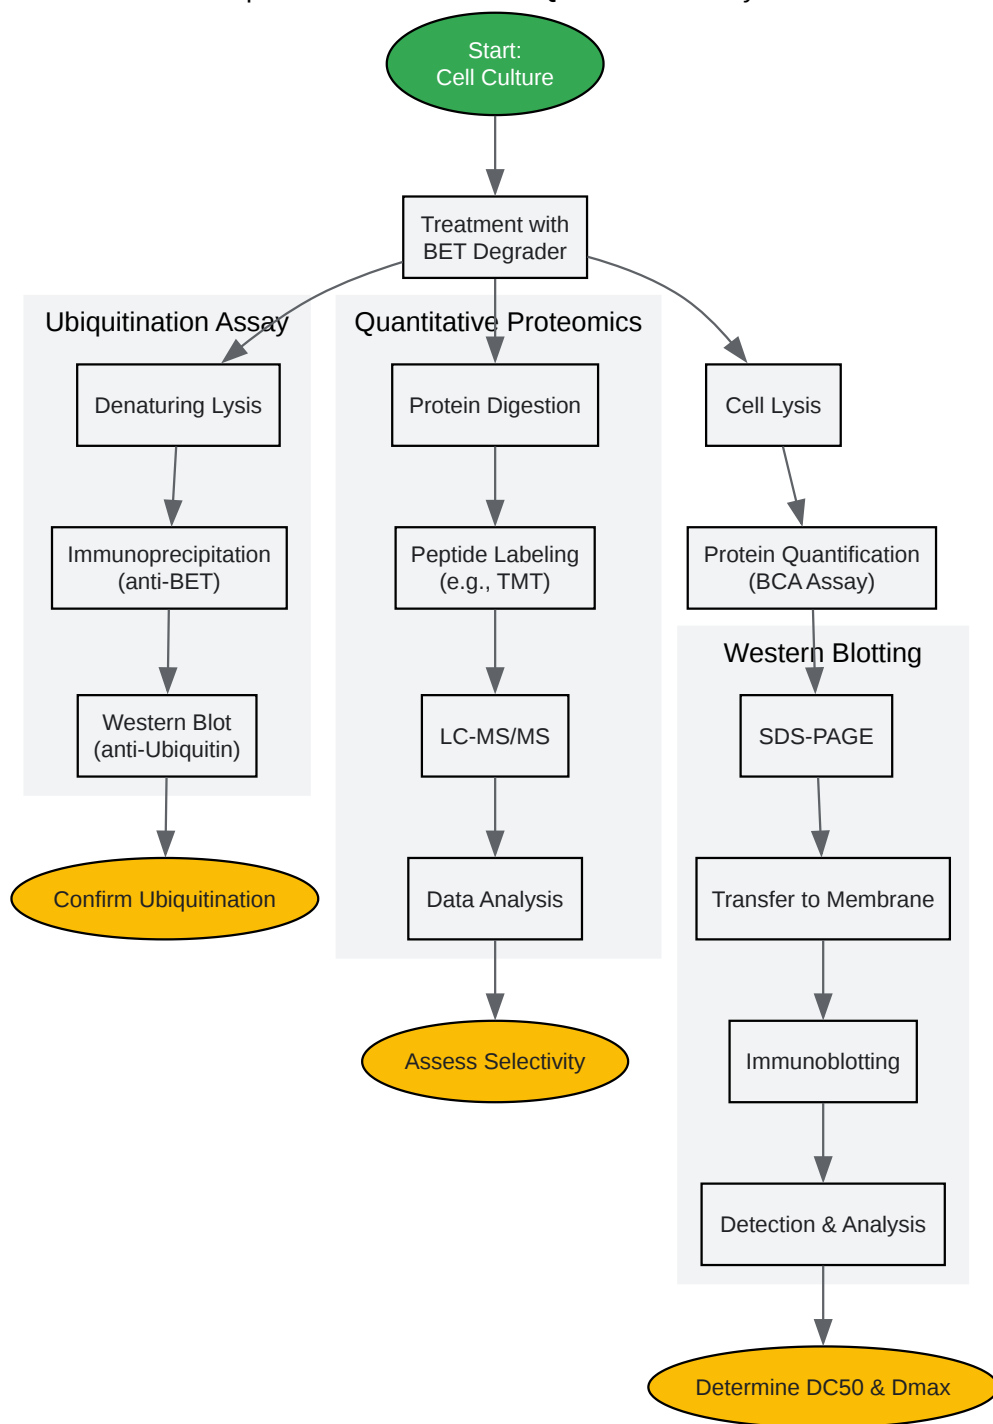 Start:
Cell Culture
Treatment with
BET Degrader
Ubiquitination Assay
Denaturing Lysis
Immunoprecipitation
(anti-BET)
Western Blot
(anti-Ubiquitin)
Confirm Ubiquitination
Quantitative Proteomics
Protein Digestion
Peptide Labeling
(e.g., TMT)
LC-MS/MS
Data Analysis
Assess Selectivity
Cell Lysis
Protein Quantification
(BCA Assay)
Western Blotting
SDS-PAGE
Transfer to Membrane
Immunoblotting
Detection & Analysis
Determine DC50 & Dmax